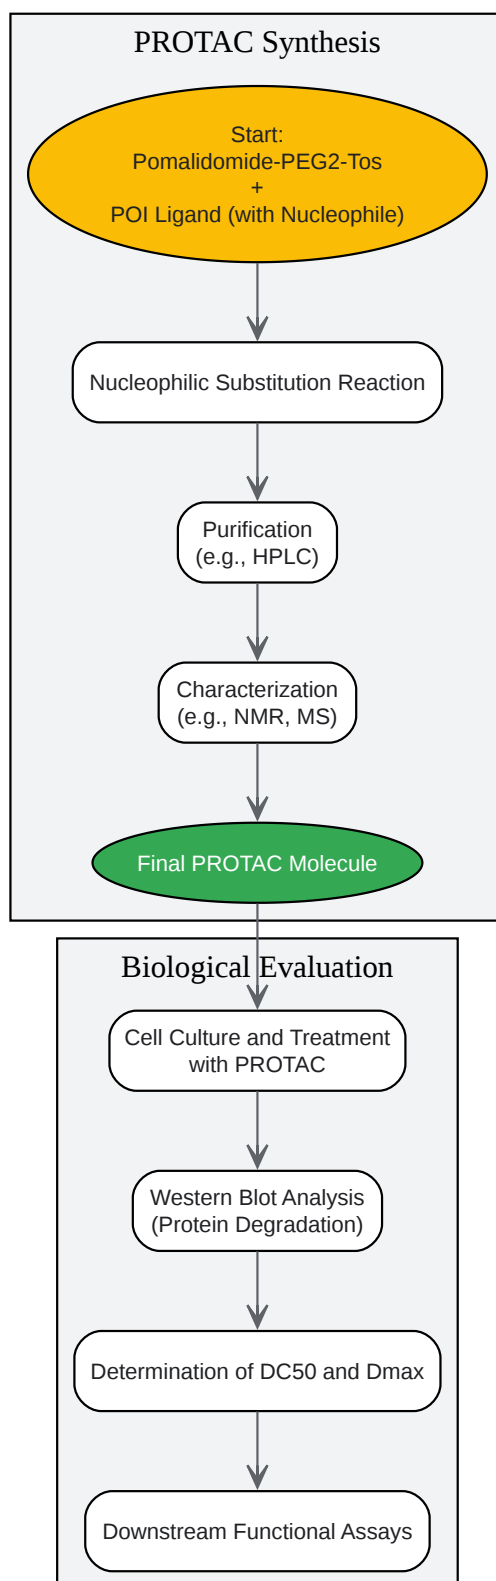 PROTAC Synthesis
Start:
Pomalidomide-PEG2-Tos
+
POI Ligand (with Nucleophile)
Nucleophilic Substitution Reaction
Purification
(e.g., HPLC)
Characterization
(e.g., NMR, MS)
Final PROTAC Molecule
Biological Evaluation
Cell Culture and Treatment
with PROTAC
Western Blot Analysis
(Protein Degradation)
Determination of DC50 and Dmax
Downstream Functional Assays